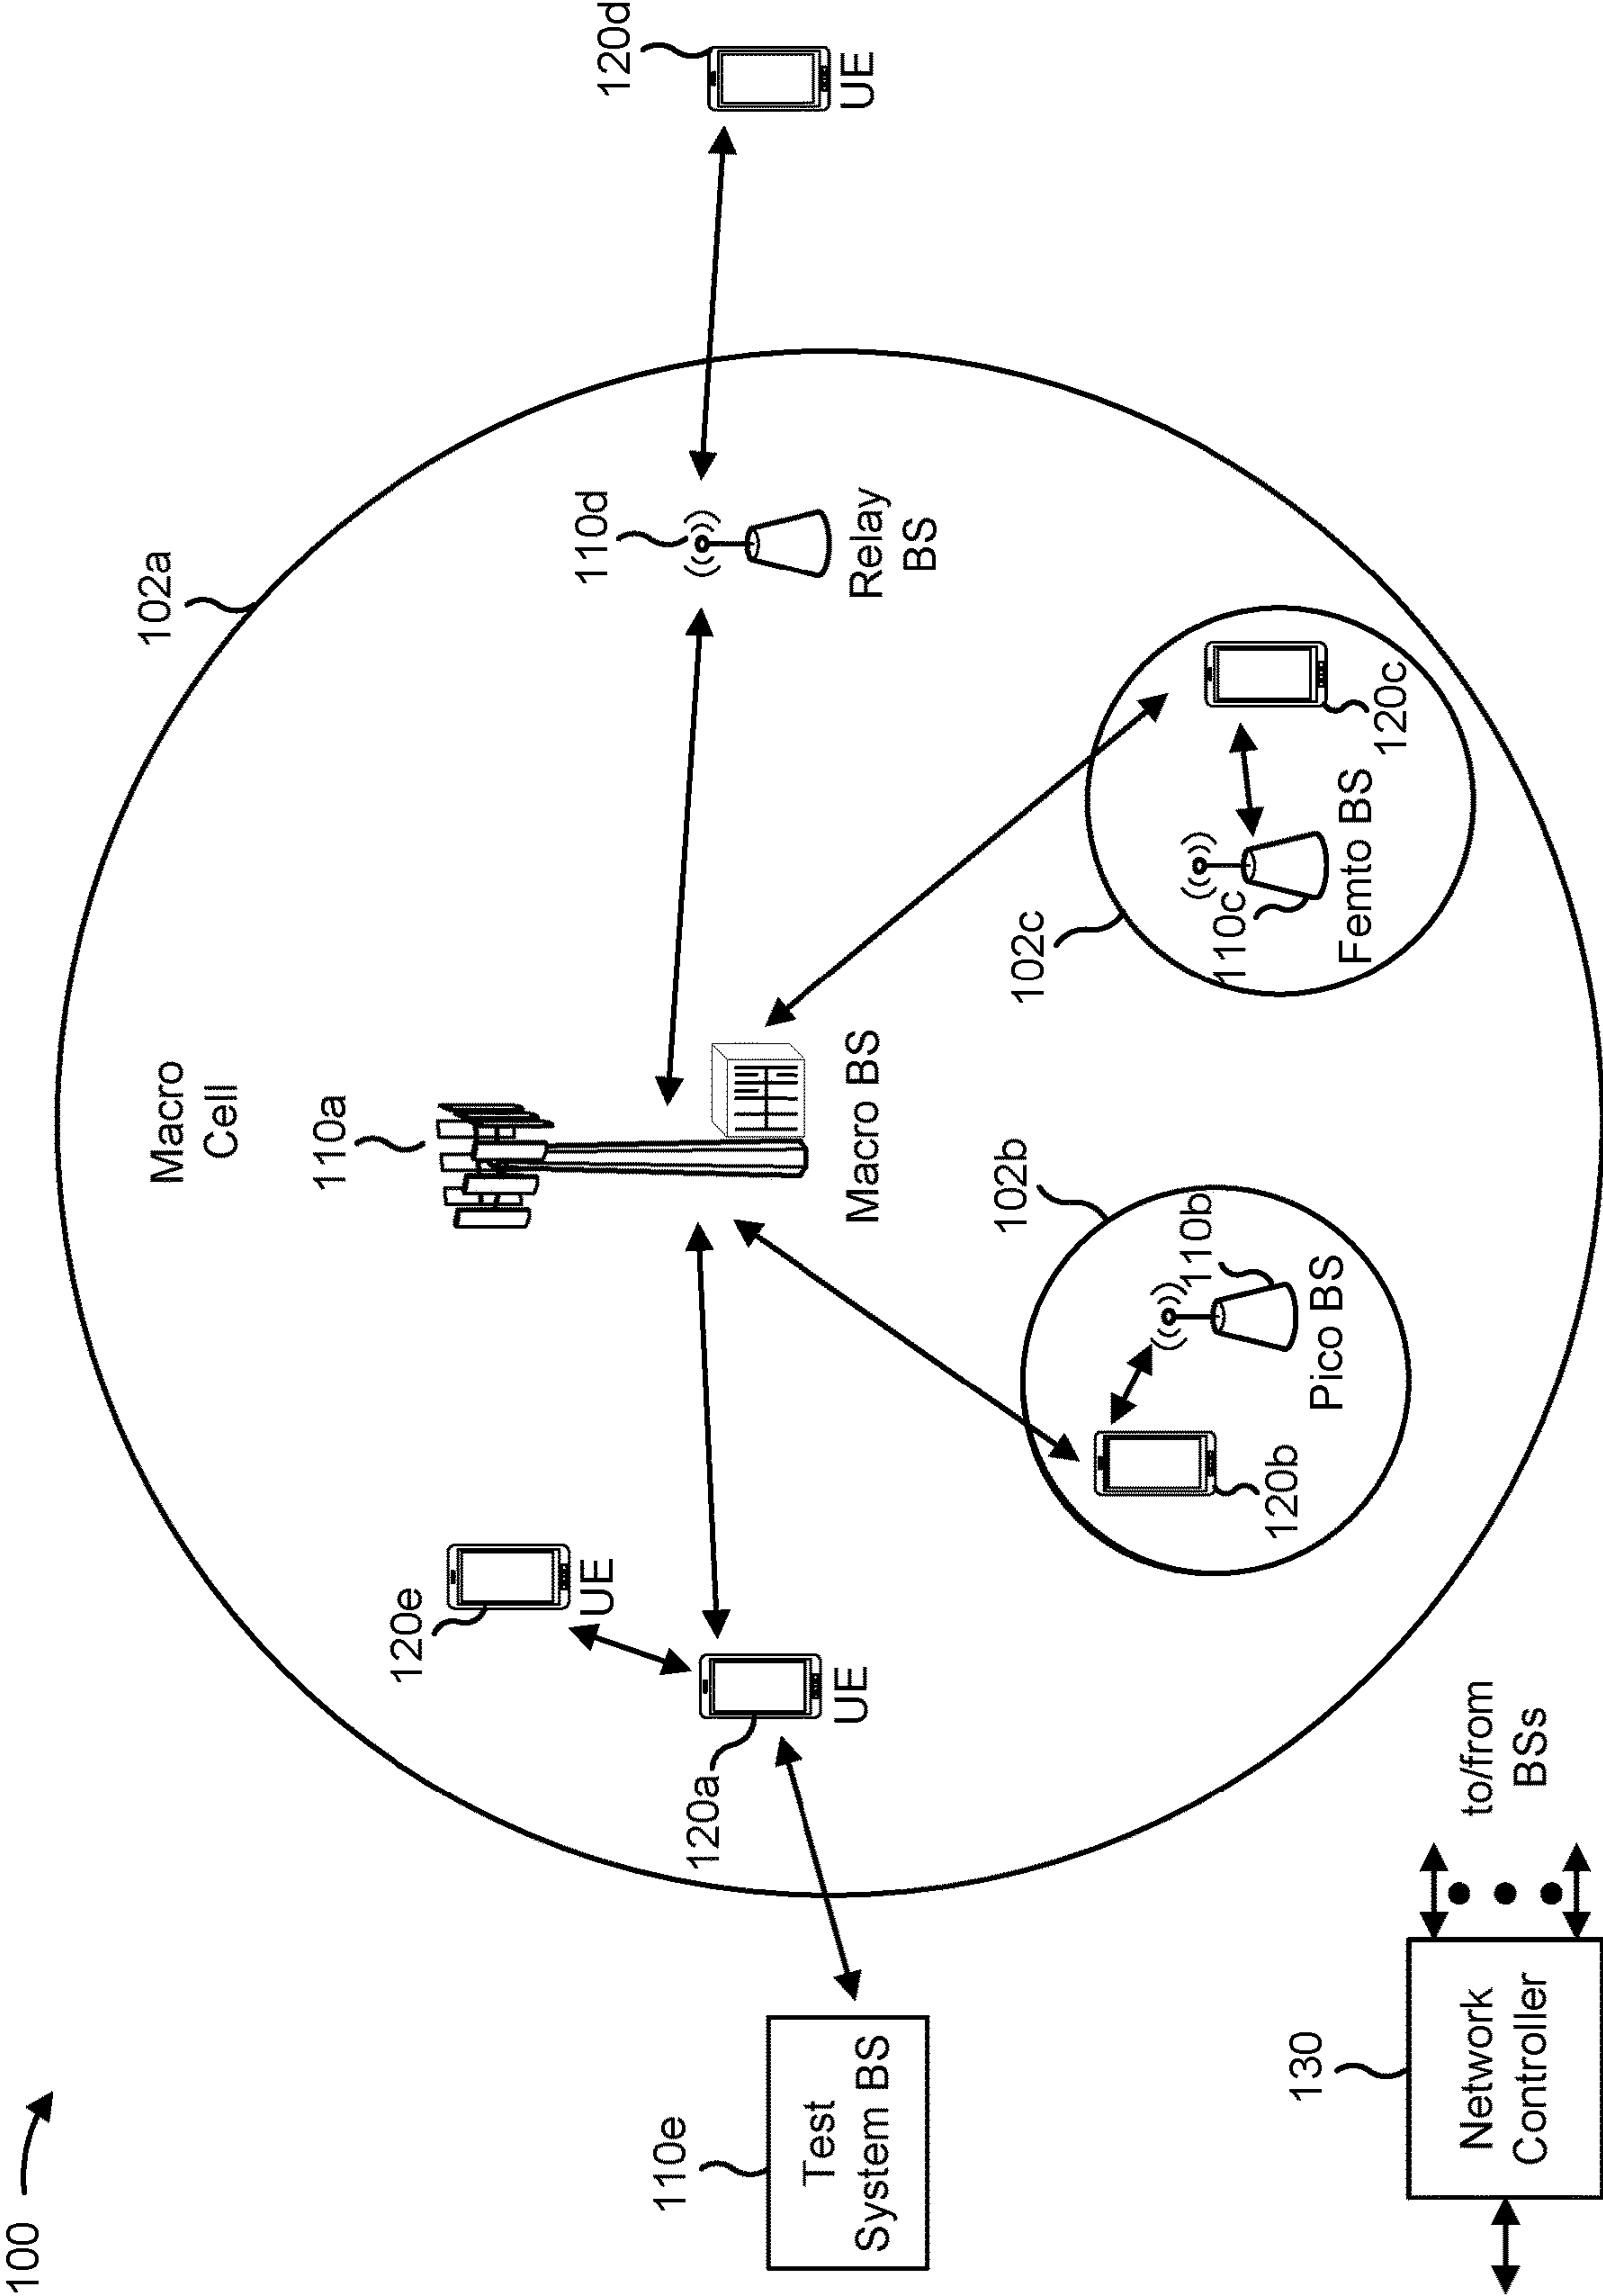 100
102a
Macro
Cell
110a
120e
UE
120d
UE
110d
Relay
BS
120a
UE
Macro BS
110e
Test
System BS
102b
110b
120b
Pico BS
102c
110c
120c
Femto BS
130
Network
Controller
to/from
BSs